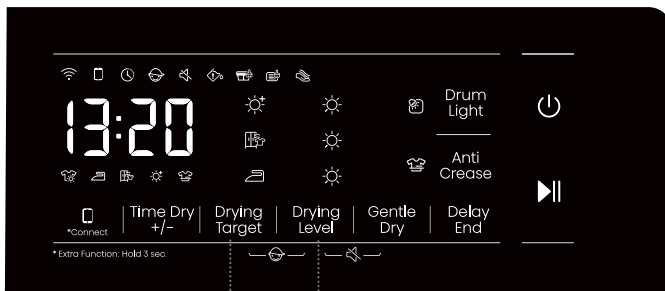 13:20
Drum
Light
Anti
Crease
*Connect
Time Dry
+/-
Drying
Target
Drying
Level
Gentle
Dry
Delay
End
* Extra Function: Hold 3 sec.